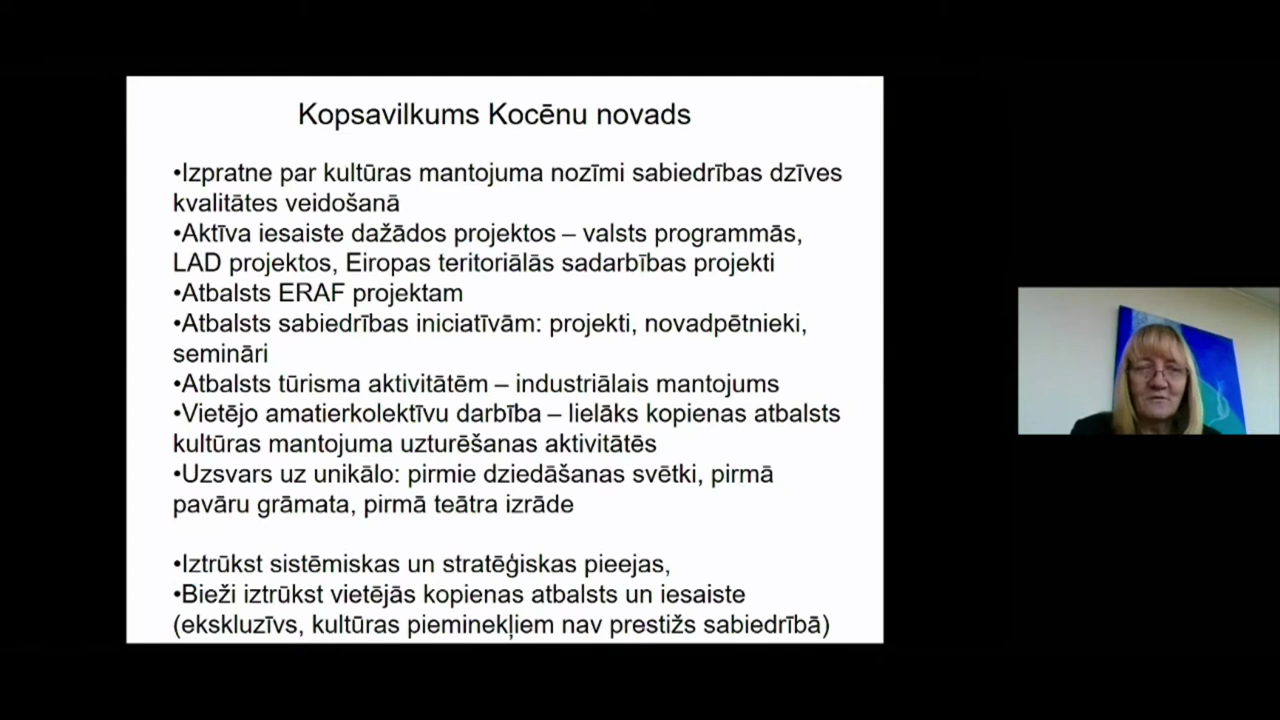 Kopsavilkums Kocēnu novads
•Izpratne par kultūras mantojuma nozīmi sabiedrības dzīves
kvalitātes veidošanā
•Aktīva iesaiste dažādos projektos – valsts programmās,
LAD projektos, Eiropas teritoriālās sadarbības projekti
•Atbalsts ERAF projektam
•Atbalsts sabiedrības iniciatīvām: projekti, novadpētnieki,
semināri
•Atbalsts tūrisma aktivitātēm – industriālais mantojums
•Vietējo amatierkolektīvu darbība – lielāks kopienas atbalsts
kultūras mantojuma uzturēšanas aktivitātēs
•Uzsvars uz unikālo: pirmie dziedāšanas svētki, pirmā
pavāru grāmata, pirmā teātra izrāde
•Iztrūkst sistēmiskas un stratēģiskas pieejas,
•Bieži iztrūkst vietējās kopienas atbalsts un iesaiste
(ekskluzīvs, kultūras pieminekļiem nav prestižs sabiedrībā)